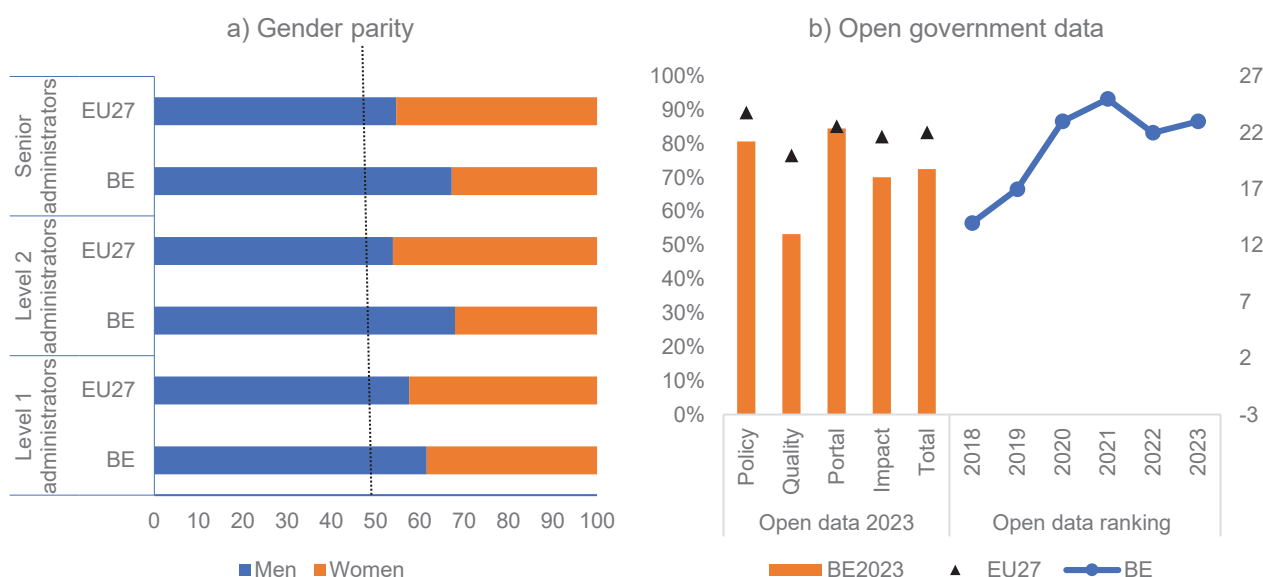 a) Gender parity
Senior
administrators
EU27
BE
Level 2
administrators
EU27
BE
Level 1
administrators
EU27
BE
0 10 20 30 40 50 60 70 80 90 100
Men Women
b) Open government data
100%
90%
80%
70%
60%
50%
40%
30%
20%
10%
0%
27
22
17
12
7
2
-3
Policy
Quality
Portal
Impact
Total
2018
2019
2020
2021
2022
2023
Open data 2023 Open data ranking
BE2023 EU27 BE